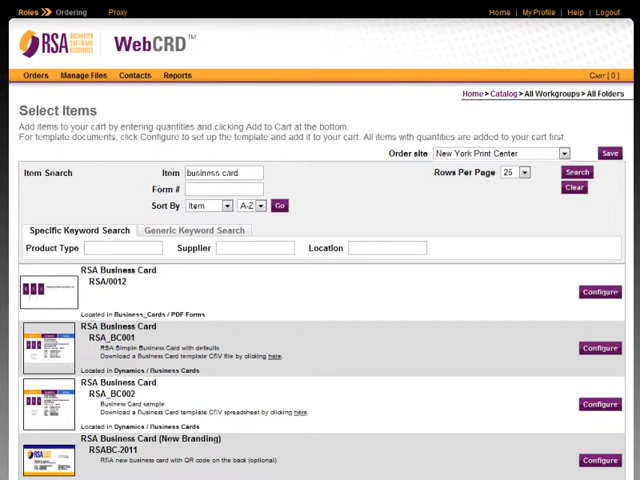 Roles Ordering Proxy Home | My Profile | Help | Logout
RSA ROCHESTER SOFTWARE ASSOCIATES WebCRD™
Orders Manage Files Contacts Reports CART [ 0 ]
Home > Catalog > All Workgroups > All Folders
Select Items
Add items to your cart by entering quantities and clicking Add to Cart at the bottom.
For template documents, click Configure to set up the template and add it to your cart. All items with quantities are added to your cart first.
Order site New York Print Center Save
Item Search Item business card Rows Per Page 25 Search
Form # Clear
Sort By Item A-Z Go
Specific Keyword Search Generic Keyword Search
Product Type Supplier Location
RSA Business Card
RSA/0012
Configure
Located in Business_Cards / PDF Forms
RSA Business Card
RSA_BC001
RSA Simple Business Card with defaults
Download a Business Card template CSV file by clicking here.
Configure
Located in Dynamics / Business Cards
RSA Business Card
RSA_BC002
Business Card sample
Download a Business Card template CSV spreadsheet by clicking here.
Configure
Located in Dynamics / Business Cards
RSA Business Card (New Branding)
RSABC-2011
RSA new business card with QR code on the back (optional)
Configure